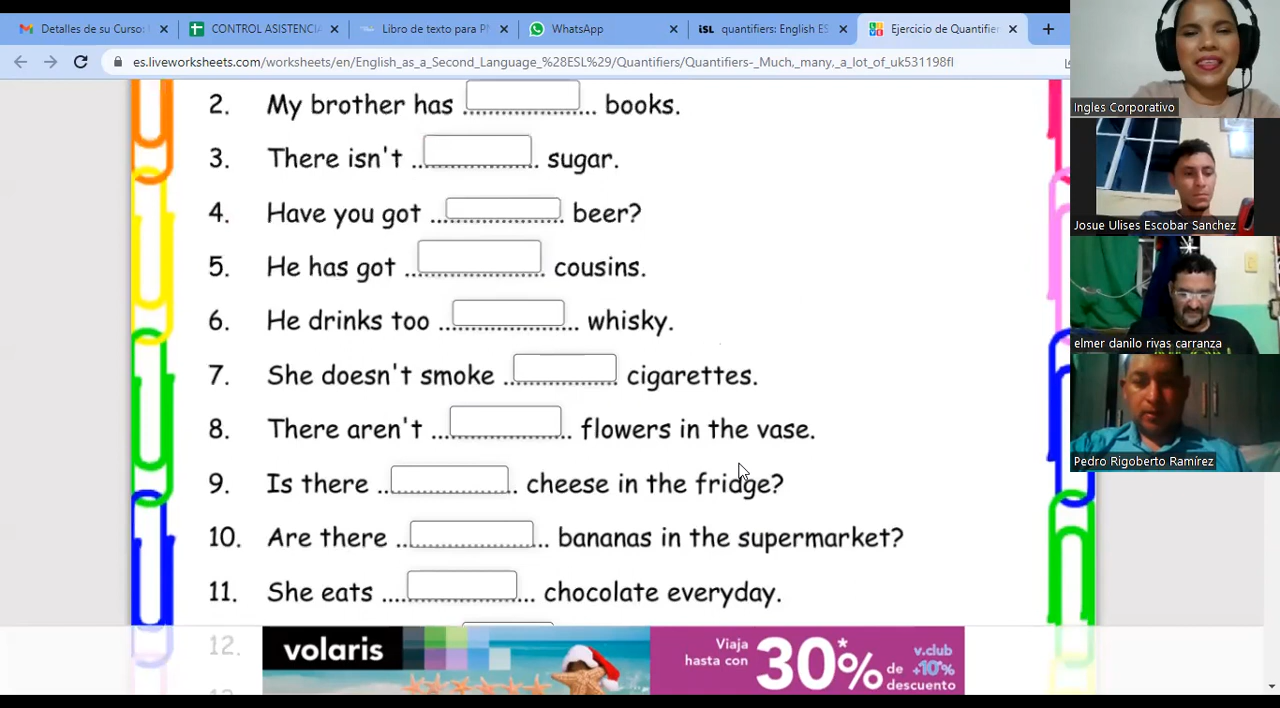 Detalles de su Curso:
CONTROL ASISTENCIA
Libro de texto para
WhatsApp
iSL quantifiers: English ES
Ejercicio de Quantifier
es.liveworksheets.com/worksheets/en/English_as_a_Second_Language_%28ESL%29/Quantifiers/Quantifiers-_Much,_many,_a_lot_of_uk531198fl
2. My brother has ............ books.
3. There isn't ............ sugar.
4. Have you got ............ beer?
5. He has got ............ cousins.
6. He drinks too ............ whisky.
7. She doesn't smoke ............ cigarettes.
8. There aren't ............ flowers in the vase.
9. Is there ............ cheese in the fridge?
10. Are there ............ bananas in the supermarket?
11. She eats ............ chocolate everyday.
12.
volaris
Viaja
hasta con
30%*
de descuento
v.club
+10%
Ingles Corporativo
Josue Ulises Escobar Sanchez
elmer danilo rivas carranza
Pedro Rigoberto Ramírez